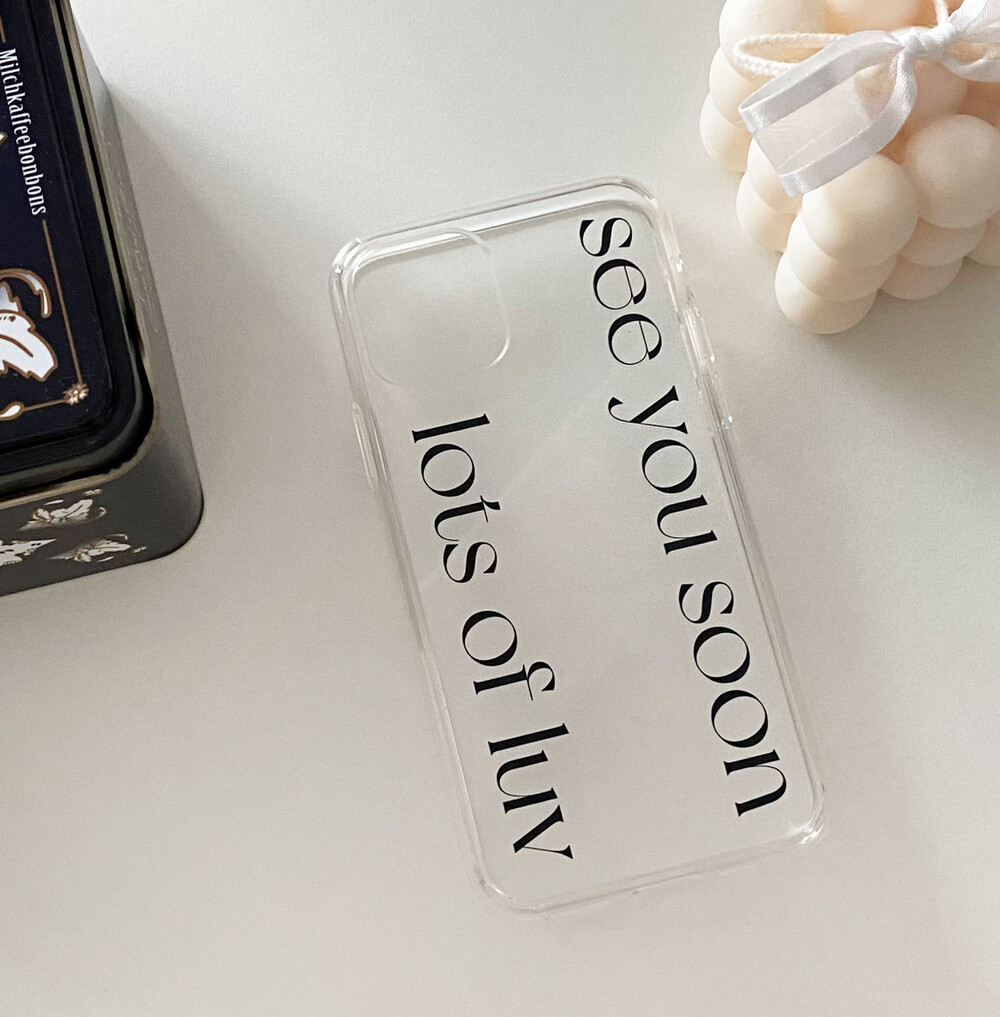 Milchkaffeebonbons
see you soon
lots of luv